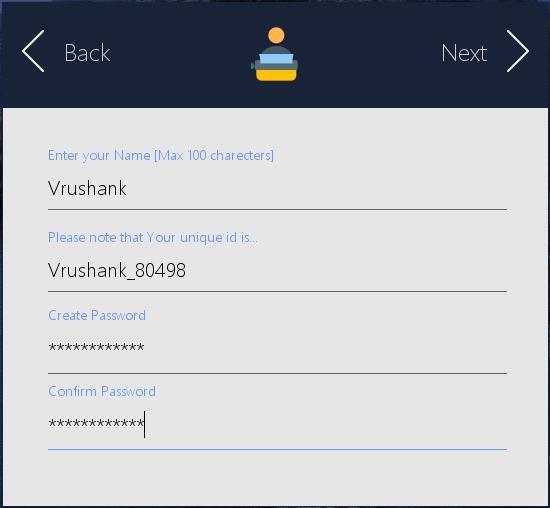 Back
Next
Enter your Name [Max 100 charecters]
Vrushank
Please note that Your unique id is...
Vrushank_80498
Create Password
************
Confirm Password
************